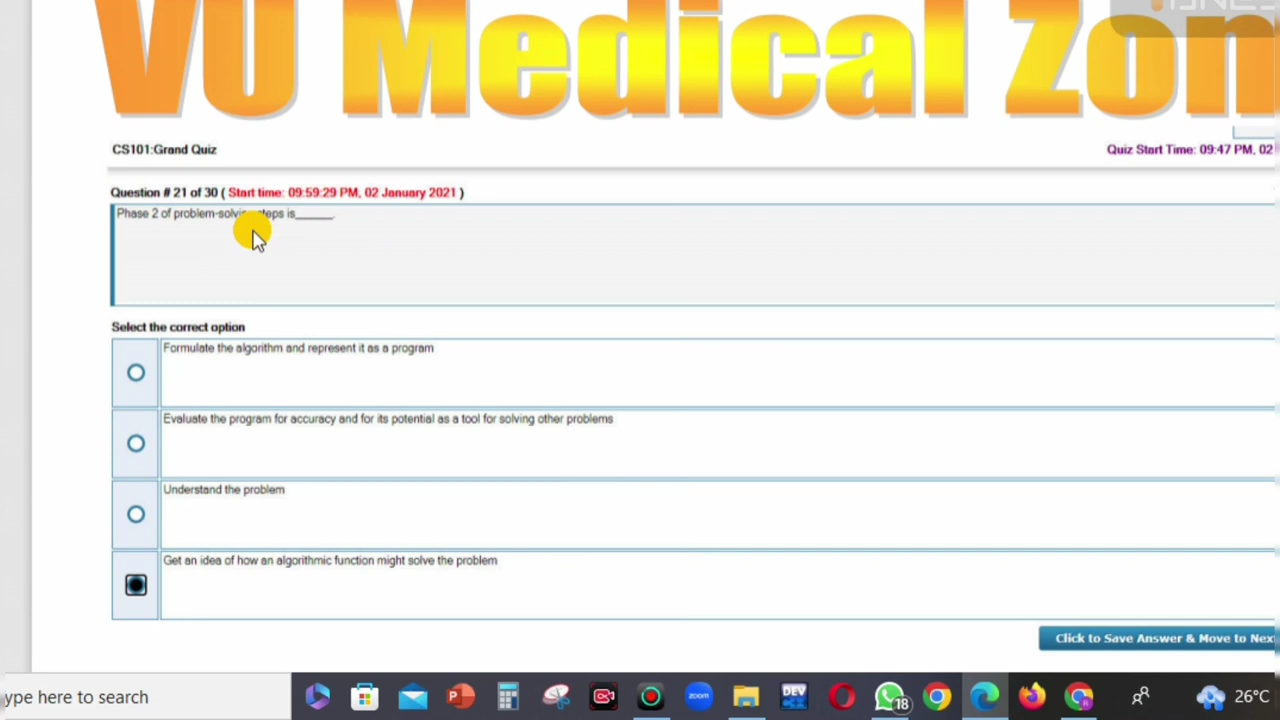 VU Medical Zon
CS101:Grand Quiz
Quiz Start Time: 09:47 PM, 02
Question # 21 of 30 ( Start time: 09:59:29 PM, 02 January 2021 )
Phase 2 of problem-solving steps is______.
Select the correct option
Formulate the algorithm and represent it as a program
Evaluate the program for accuracy and for its potential as a tool for solving other problems
Understand the problem
Get an idea of how an algorithmic function might solve the problem
Click to Save Answer & Move to Nex
ype here to search
zoom
DEV
18
26°C